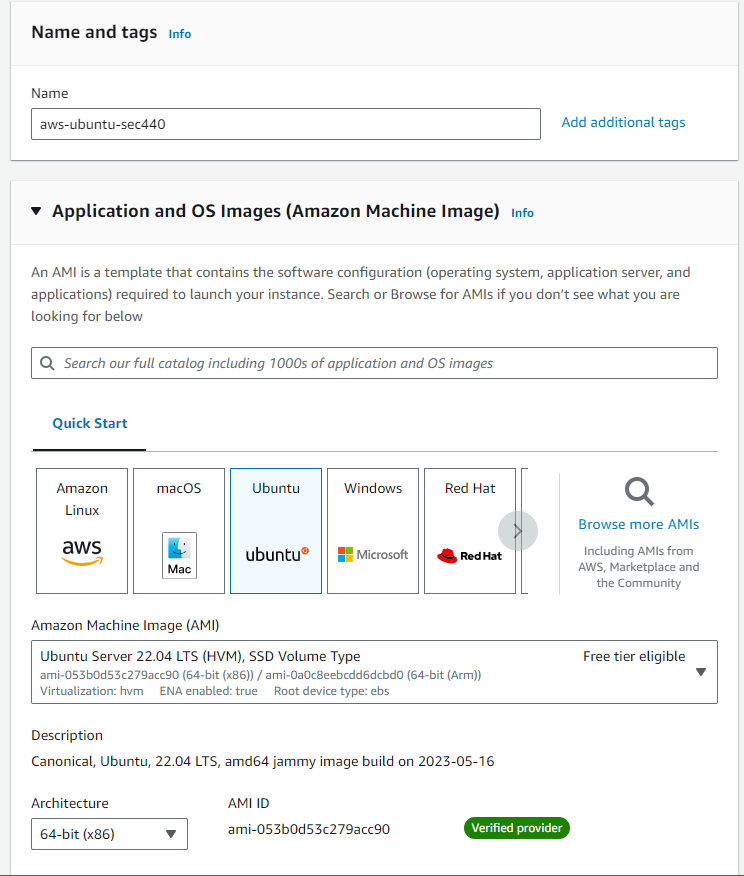 Name and tags Info
Name
aws-ubuntu-sec440
Add additional tags
Application and OS Images (Amazon Machine Image) Info
An AMI is a template that contains the software configuration (operating system, application server, and
applications) required to launch your instance. Search or Browse for AMIs if you don’t see what you are
looking for below
Search our full catalog including 1000s of application and OS images
Quick Start
Amazon
Linux
aws
macOS
Mac
Ubuntu
ubuntu
Windows
Microsoft
Red Hat
Red Hat
Browse more AMIs
Including AMIs from
AWS, Marketplace and
the Community
Amazon Machine Image (AMI)
Ubuntu Server 22.04 LTS (HVM), SSD Volume Type
Free tier eligible
ami-053b0d53c279acc90 (64-bit (x86)) / ami-0a0c8eebcdd6dcbd0 (64-bit (Arm))
Virtualization: hvm ENA enabled: true Root device type: ebs
Description
Canonical, Ubuntu, 22.04 LTS, amd64 jammy image build on 2023-05-16
Architecture
64-bit (x86)
AMI ID
ami-053b0d53c279acc90
Verified provider